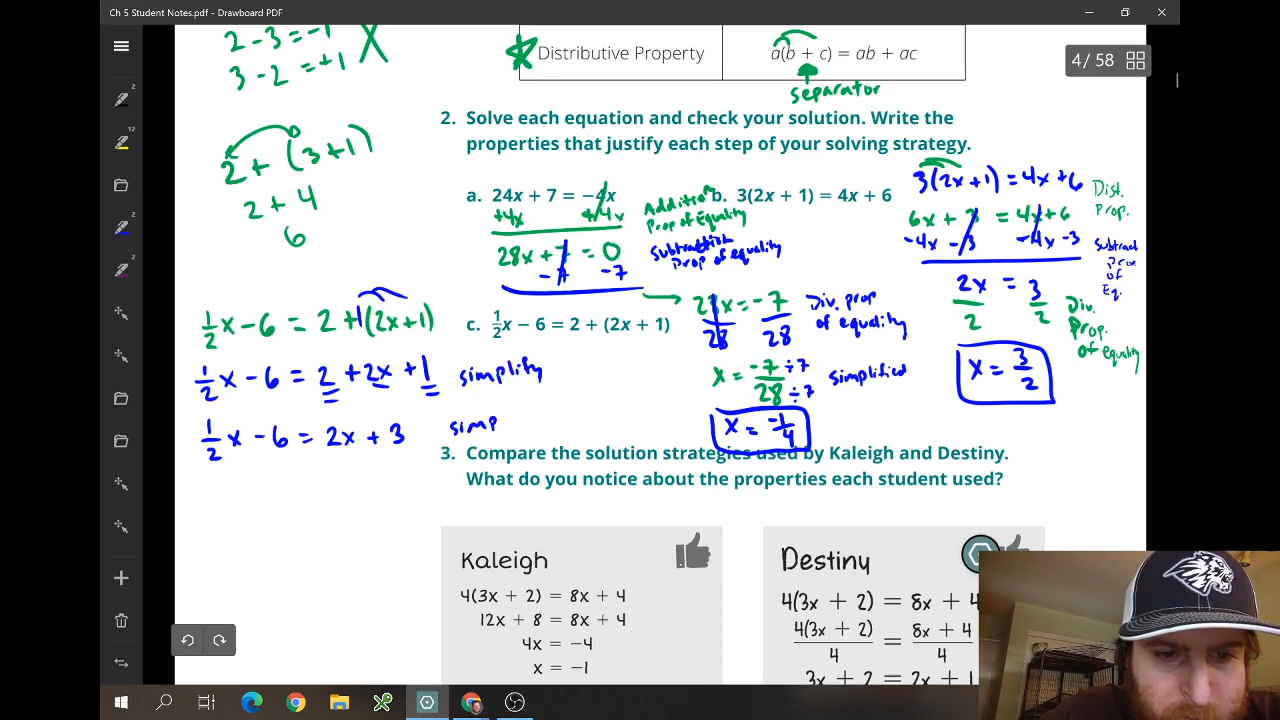 Ch 5 Student Notes.pdf - Drawboard PDF
4 / 58
2 - 3 = -1
3 - 2 = +1
X
Distributive Property
a(b + c) = ab + ac
separator
2 + (3+1)
2 + 4
6
2. Solve each equation and check your solution. Write the
properties that justify each step of your solving strategy.
a. 24x + 7 = −4x
+4x +4x
Addition
Prop of Equality
28x + 7 = 0
-7 -7
Subtraction
Prop of equality
28x = -7
28 28
Div. prop
of equality
x = -7 ÷7
28 ÷7
simplified
x = -1/4
b. 3(2x + 1) = 4x + 6
3(2x+1) = 4x+6
Dist.
Prop.
6x + 3 = 4x+6
-4x -3 -4x -3
Subtract
Prop
of
Eq.
2x = 3
2 2
Div.
Prop.
of equality
x = 3/2
c. ½x − 6 = 2 + (2x + 1)
½x - 6 = 2 + 1(2x+1)
½x - 6 = 2 + 2x + 1 simplify
½x - 6 = 2x + 3 simp
3. Compare the solution strategies used by Kaleigh and Destiny.
What do you notice about the properties each student used?
Kaleigh
4(3x + 2) = 8x + 4
12x + 8 = 8x + 4
4x = −4
x = −1
Destiny
4(3x + 2) = 8x + 4
4(3x + 2) = 8x + 4
4 4
3x + 2 = 2x + 1